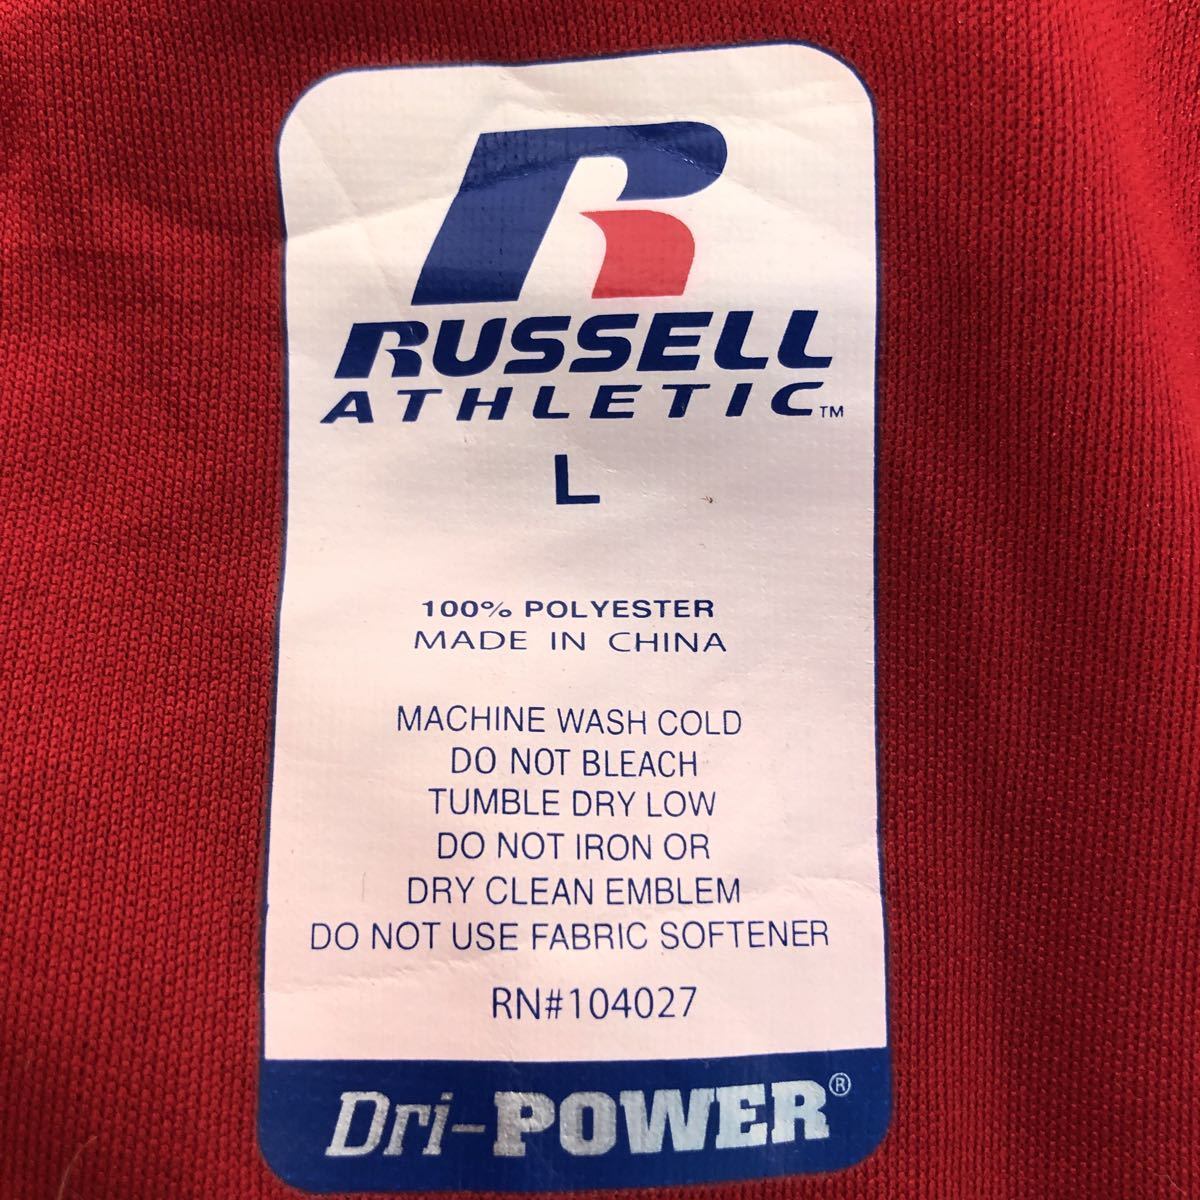 RUSSELL
ATHLETIC™
L
100% POLYESTER
MADE IN CHINA
MACHINE WASH COLD
DO NOT BLEACH
TUMBLE DRY LOW
DO NOT IRON OR
DRY CLEAN EMBLEM
DO NOT USE FABRIC SOFTENER
RN#104027
Dri-POWER®